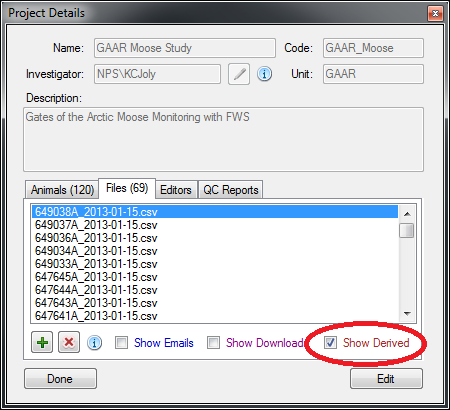 Project Details
Name: GAAR Moose Study Code: GAAR_Moose
Investigator: NPS\KCJoly Unit: GAAR
Description:
Gates of the Arctic Moose Monitoring with FWS
Animals (120) Files (69) Editors QC Reports
649038A_2013-01-15.csv
649037A_2013-01-15.csv
649036A_2013-01-15.csv
649034A_2013-01-15.csv
649033A_2013-01-15.csv
647645A_2013-01-15.csv
647644A_2013-01-15.csv
647643A_2013-01-15.csv
647641A_2013-01-15.csv
Show Emails Show Download Show Derived
Done Edit